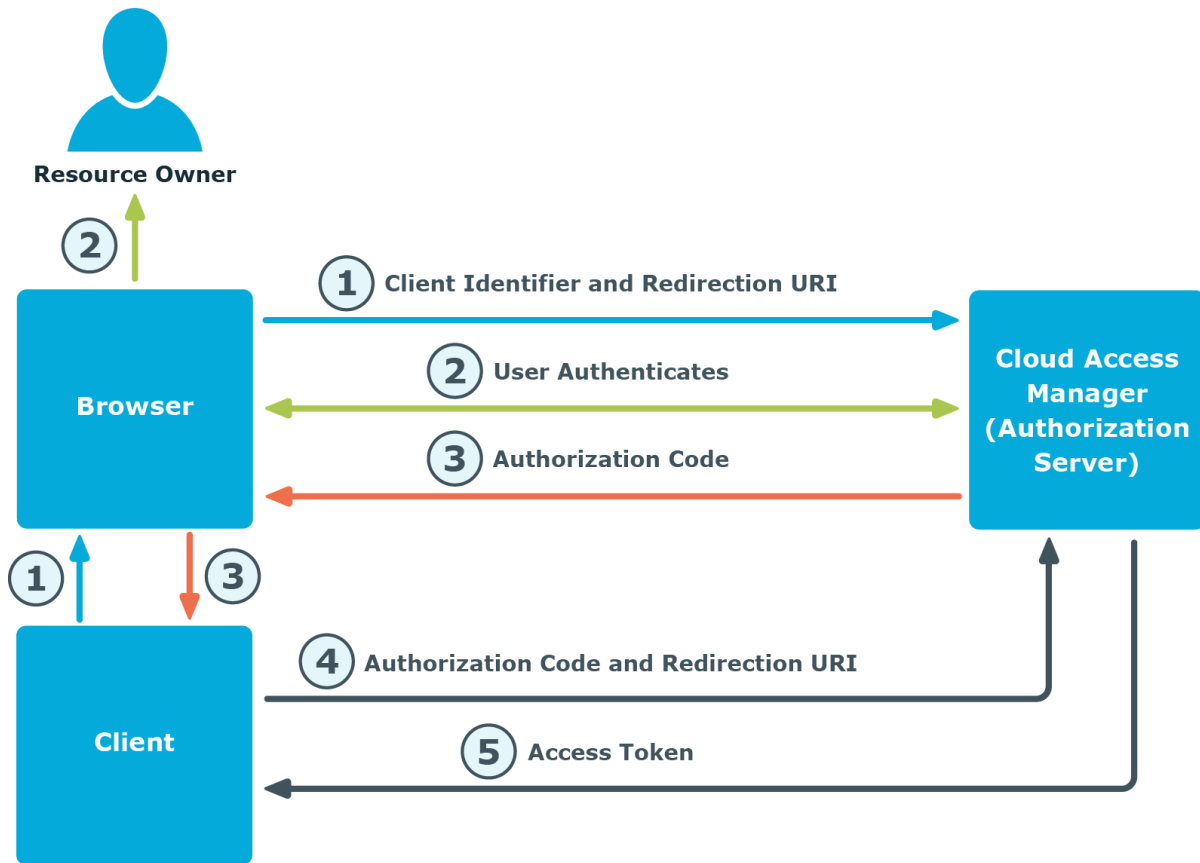 Resource Owner
2
1 Client Identifier and Redirection URI
Browser
2 User Authenticates
Cloud Access
Manager
(Authorization
Server)
3 Authorization Code
1
3
Client
4 Authorization Code and Redirection URI
5 Access Token